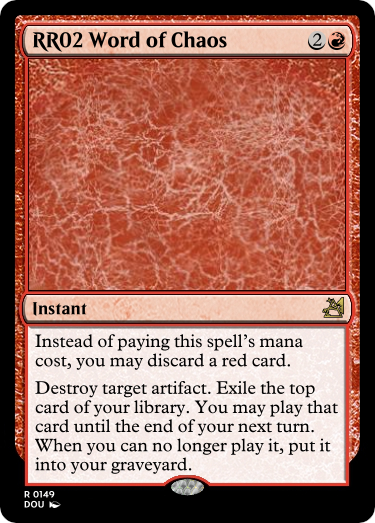 RR02 Word of Chaos 2
Instant
Instead of paying this spell's mana
cost, you may discard a red card.
Destroy target artifact. Exile the top
card of your library. You may play that
card until the end of your next turn.
When you can no longer play it, put it
into your graveyard.
R 0149
DOU